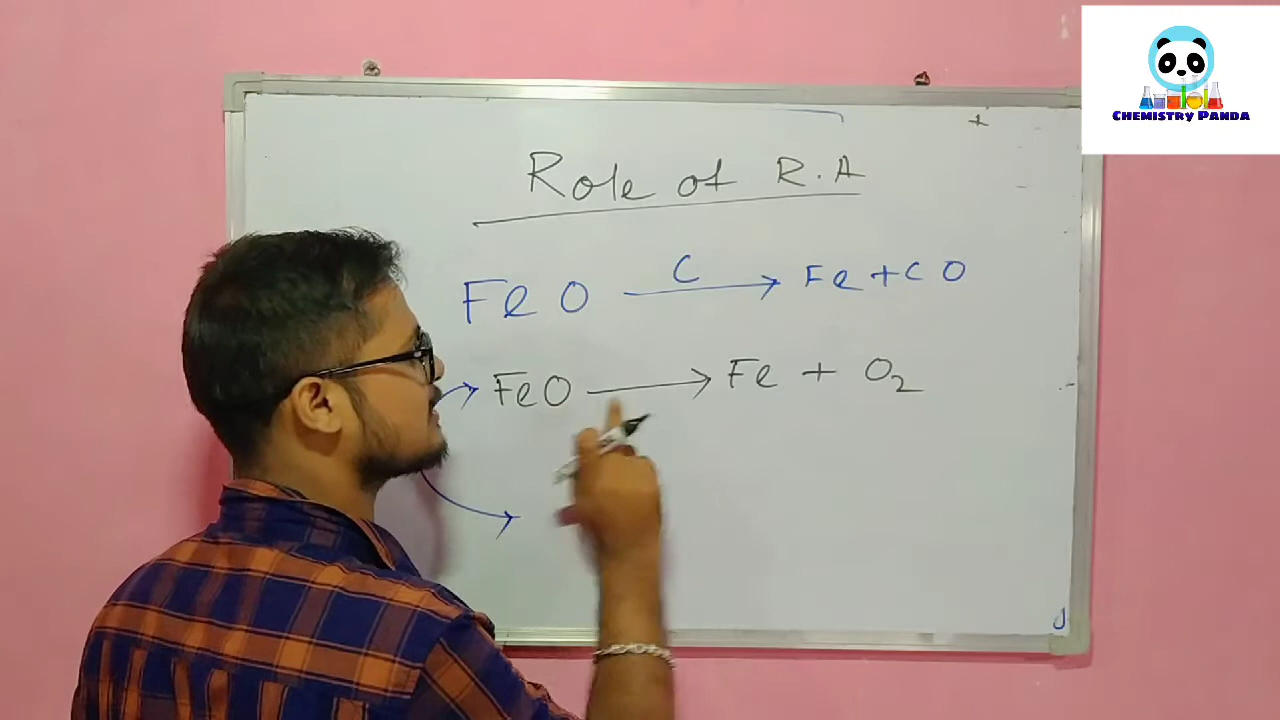 CHEMISTRY PANDA
Role of R.A
FeO C→ Fe + CO
FeO → Fe + O₂